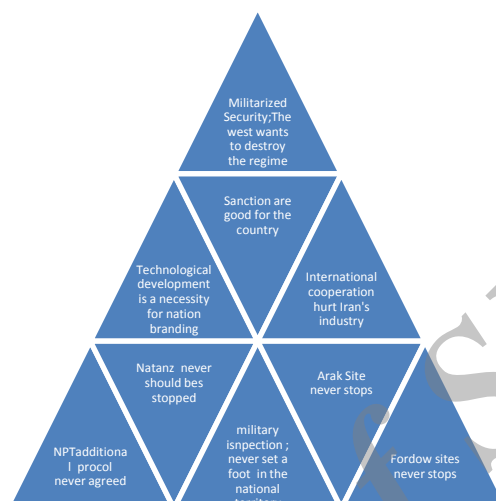 Militarized
Security;The
west wants
to destroy
the regime
Sanction are
good for the
country
Technological
development
is a necessity
for nation
branding
International
cooperation
hurt Iran's
industry
Natanz never
should bes
stopped
Arak Site
never stops
NPTadditiona
l procol
never agreed
military
isnpection ;
never set a
foot in the
national
Fordow sites
never stops